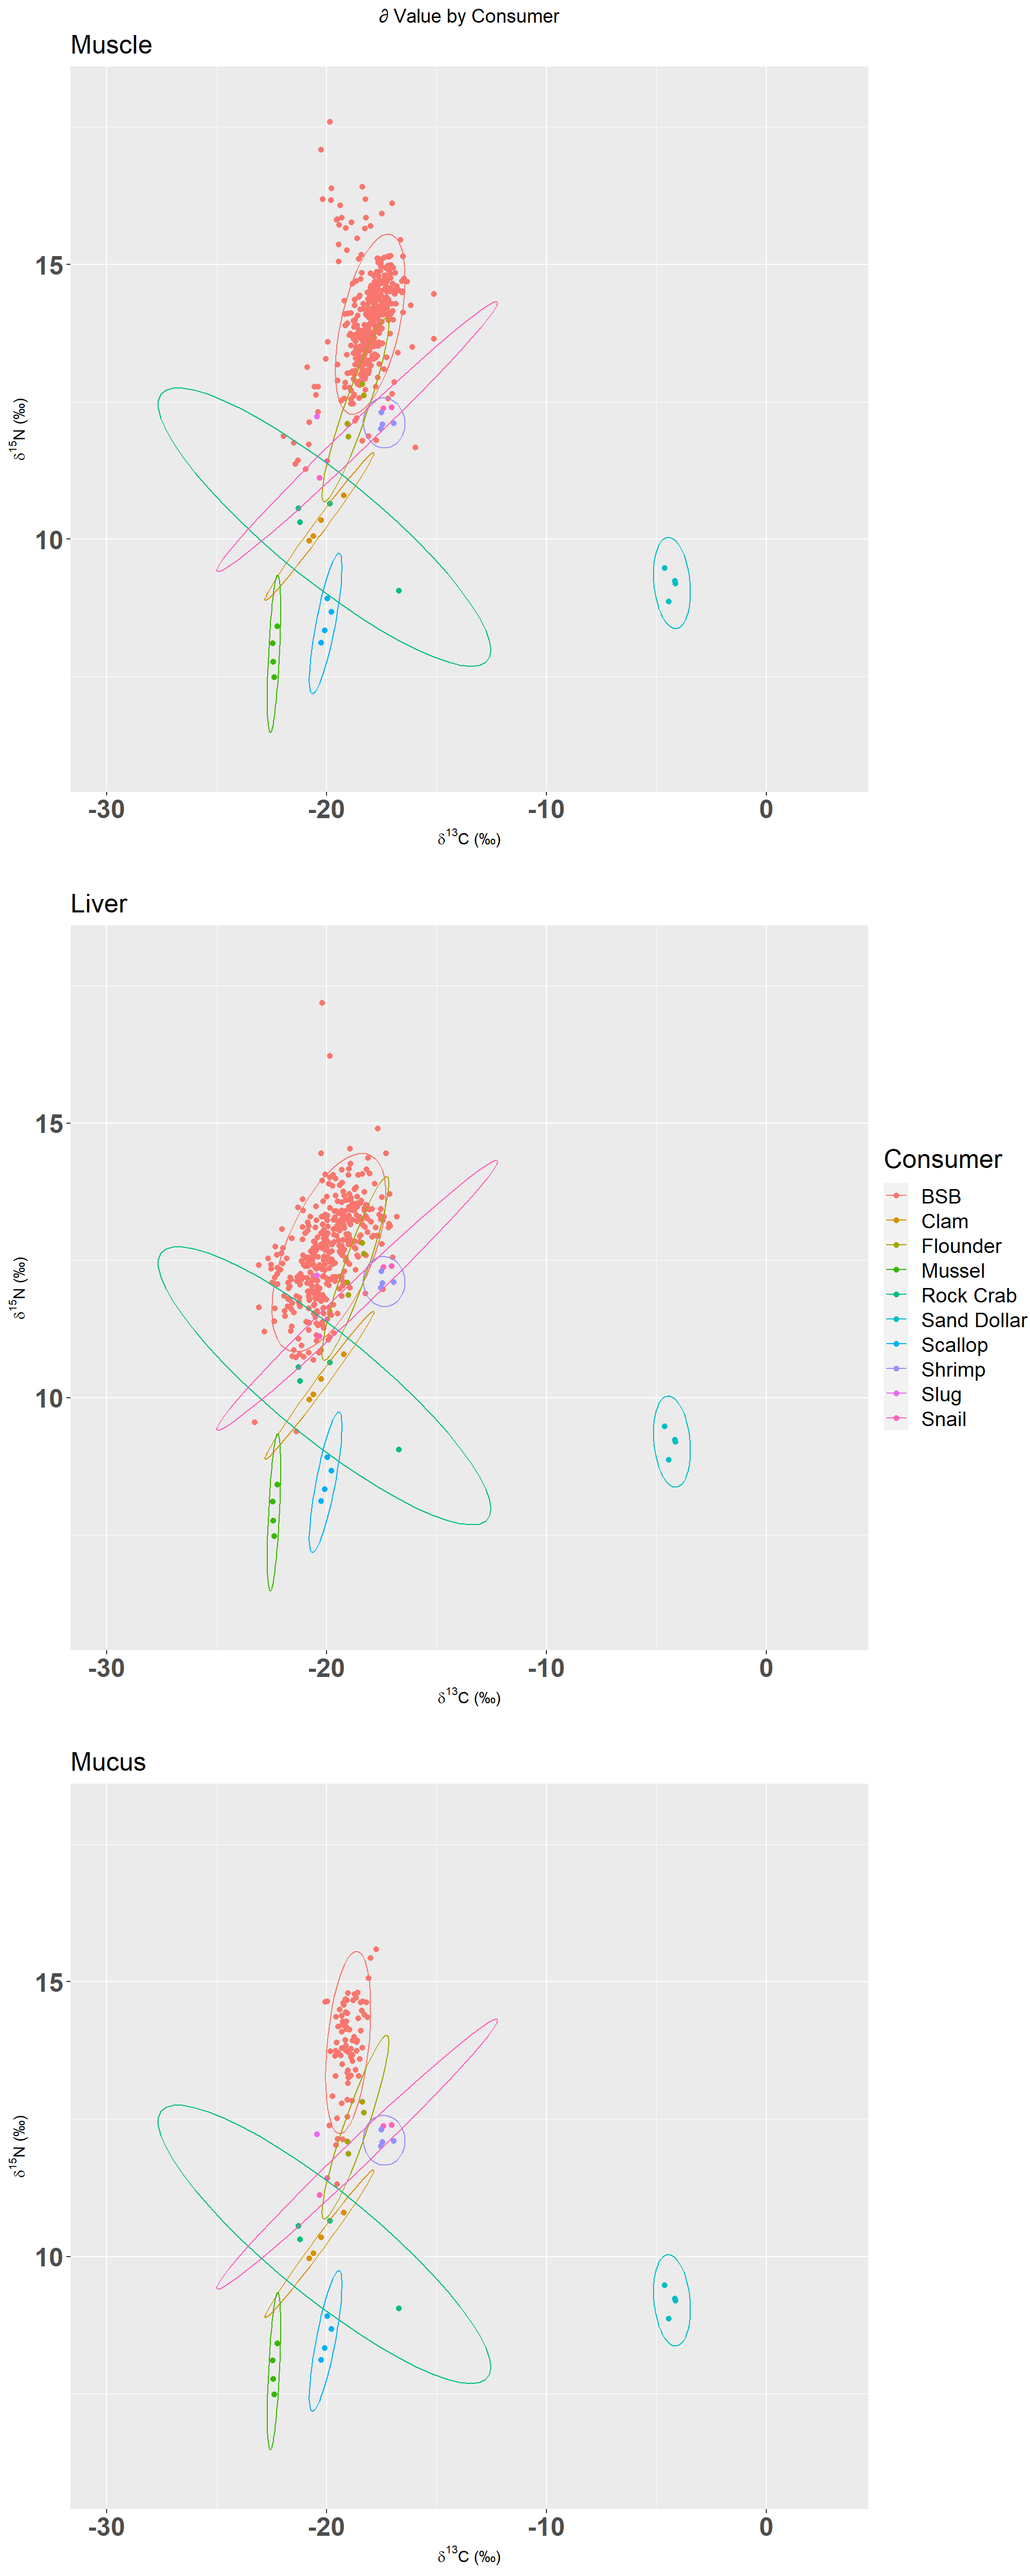 ∂ Value by Consumer
Muscle
15
10
δ15N (‰)
-30 -20 -10 0
δ13C (‰)
Liver
15
10
δ15N (‰)
-30 -20 -10 0
δ13C (‰)
Consumer
BSB
Clam
Flounder
Mussel
Rock Crab
Sand Dollar
Scallop
Shrimp
Slug
Snail
Mucus
15
10
δ15N (‰)
-30 -20 -10 0
δ13C (‰)